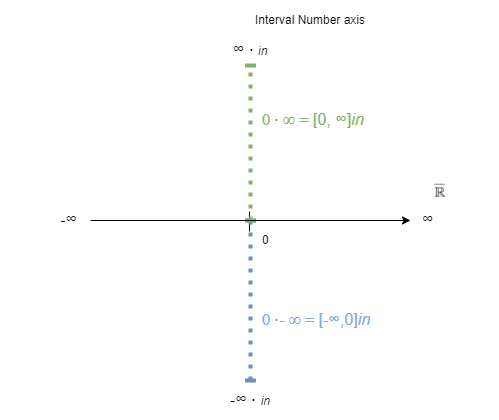 Interval Number axis
∞ · in
0 · ∞ = [0, ∞]in
ℝ̅
-∞
∞
0
0 ·- ∞ = [-∞,0]in
-∞ · in